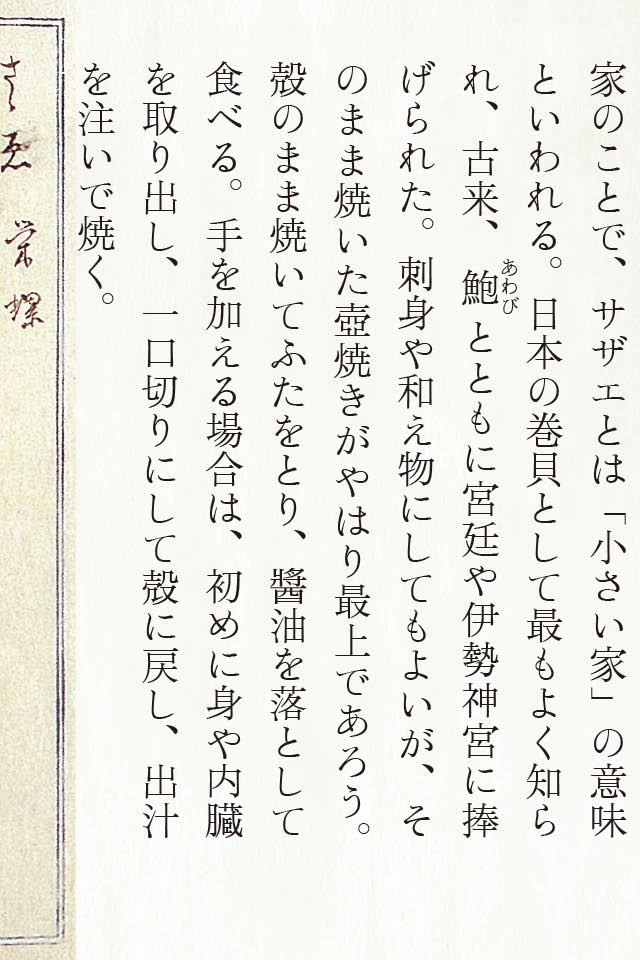 家のことで、サザエとは「小さい家」の意味
といわれる。日本の巻貝として最もよく知ら
れ、古来、鮑とともに宮廷や伊勢神宮に捧
あわび
げられた。刺身や和え物にしてもよいが、そ
のまま焼いた壺焼きがやはり最上であろう。
殻のまま焼いてふたをとり、醬油を落として
食べる。手を加える場合は、初めに身や内臓
を取り出し、一口切りにして殻に戻し、出汁
を注いで焼く。
さゝゑ
栄螺